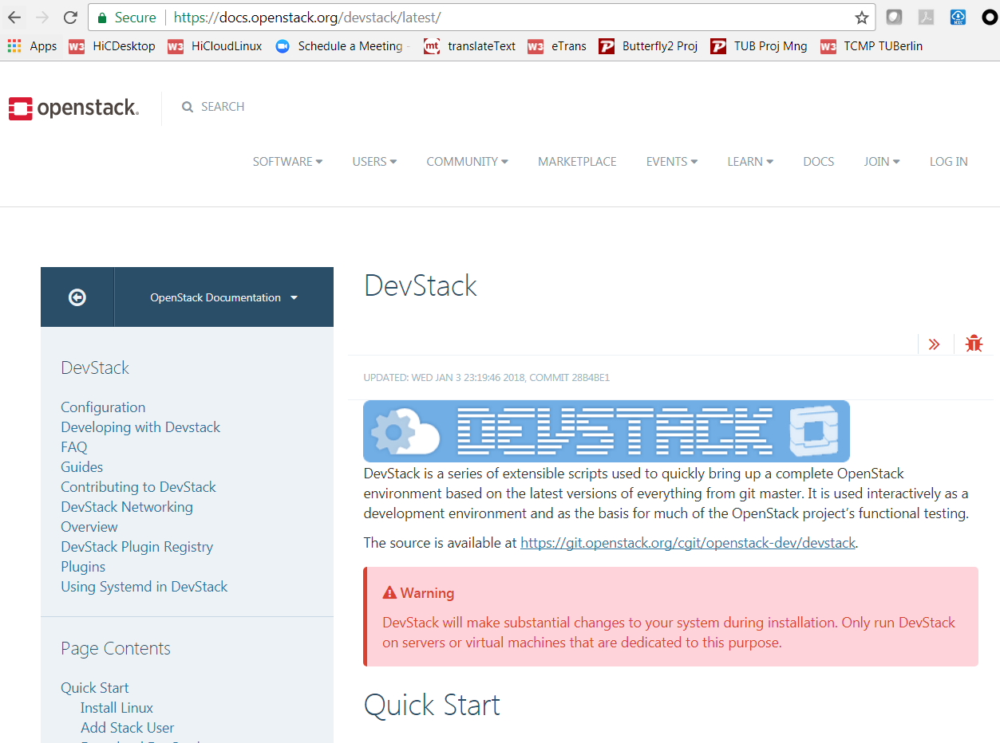 Secure https://docs.openstack.org/devstack/latest/
Apps W3 HiCDesktop W3 HiCloudLinux Schedule a Meeting - mt translateText W3 eTrans P Butterfly2 Proj P TUB Proj Mng W3 TCMP TUBerlin
openstack. SEARCH
SOFTWARE USERS COMMUNITY MARKETPLACE EVENTS LEARN DOCS JOIN LOG IN
OpenStack Documentation
DevStack
Configuration
Developing with Devstack
FAQ
Guides
Contributing to DevStack
DevStack Networking
Overview
DevStack Plugin Registry
Plugins
Using Systemd in DevStack
Page Contents
Quick Start
Install Linux
Add Stack User
DevStack
UPDATED: WED JAN 3 23:19:46 2018, COMMIT 28B4BE1
DEVSTACK
DevStack is a series of extensible scripts used to quickly bring up a complete OpenStack
environment based on the latest versions of everything from git master. It is used interactively as a
development environment and as the basis for much of the OpenStack project’s functional testing.
The source is available at https://git.openstack.org/cgit/openstack-dev/devstack.
Warning
DevStack will make substantial changes to your system during installation. Only run DevStack
on servers or virtual machines that are dedicated to this purpose.
Quick Start